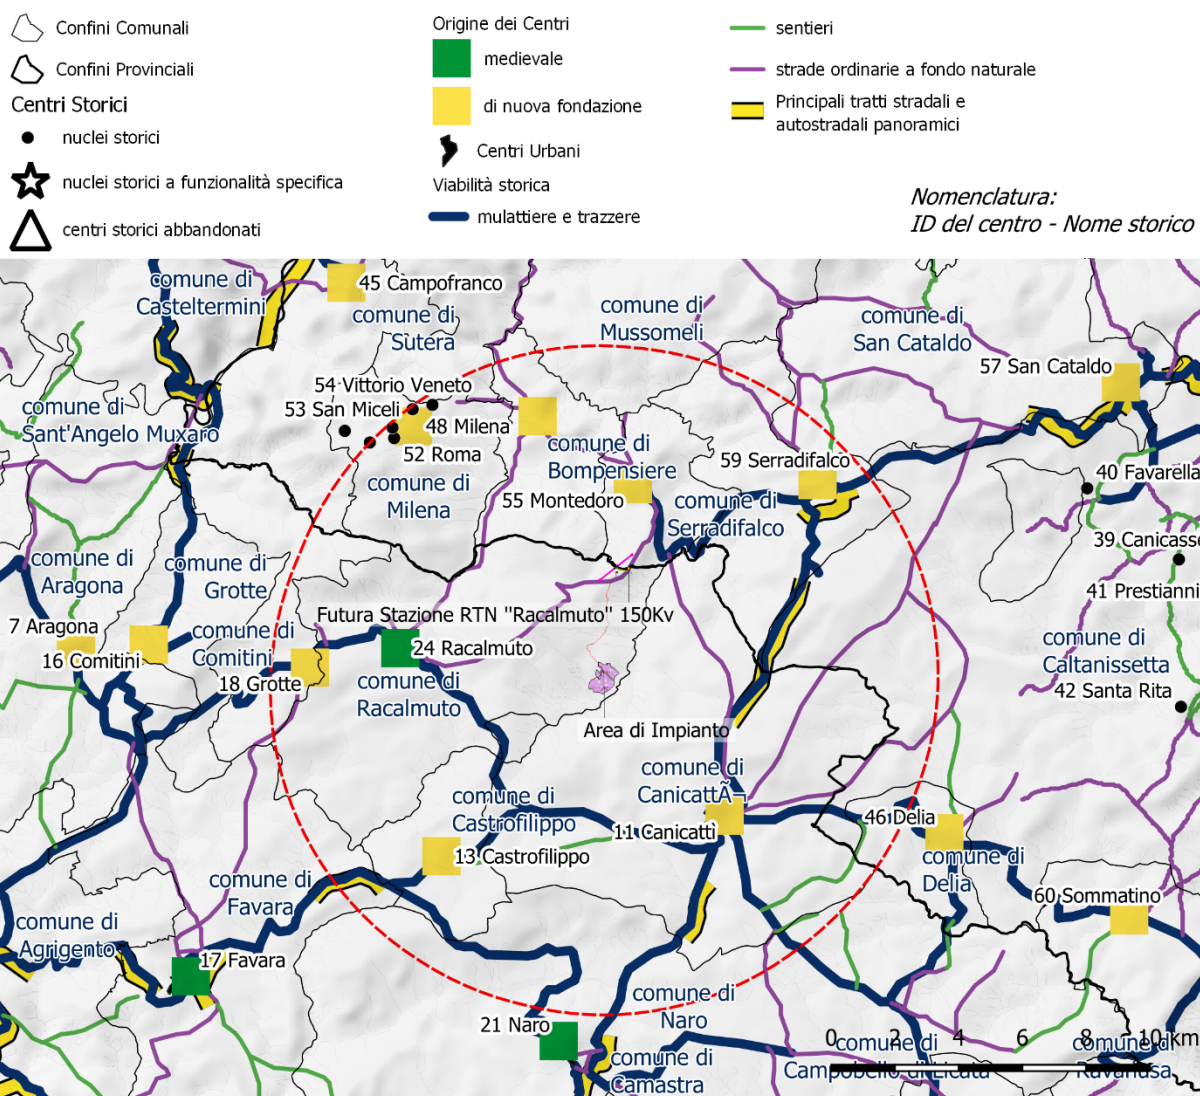 Confini Comunali
Confini Provinciali
Centri Storici
nuclei storici
nuclei storici a funzionalità specifica
centri storici abbandonati
Origine dei Centri
medievale
di nuova fondazione
Centri Urbani
Viabilità storica
mulattiere e trazzere
sentieri
strade ordinarie a fondo naturale
Principali tratti stradali e
autostradali panoramici
Nomenclatura:
ID del centro - Nome storico
comune di
Casteltermini
45 Campofranco
comune di
Sutera
comune di
Mussomeli
comune di
San Cataldo
57 San Cataldo
54 Vittorio Veneto
53 San Miceli
48 Milena
52 Roma
comune di
Sant'Angelo Muxaro
comune di
Bompensiere
59 Serradifalco
40 Favarella
comune di
Milena
55 Montedoro
comune di
Serradifalco
39 Canicasse
comune di
Aragona
comune di
Grotte
41 Prestianni
7 Aragona
Futura Stazione RTN "Racalmuto" 150Kv
comune di
Comitini
24 Racalmuto
comune di
Caltanissetta
16 Comitini
18 Grotte
comune di
Racalmuto
42 Santa Rita
Area di Impianto
comune di
CanicattÃ¬
comune di
Castrofilippo
11 Canicattì
46 Delia
13 Castrofilippo
comune di
Delia
comune di
Favara
60 Sommatino
comune di
Agrigento
17 Favara
comune di
Naro
21 Naro
0 2 4 6 8 10 km
comune di
Camastra
comune di
Campobello di Licata
comune di
Ravanusa